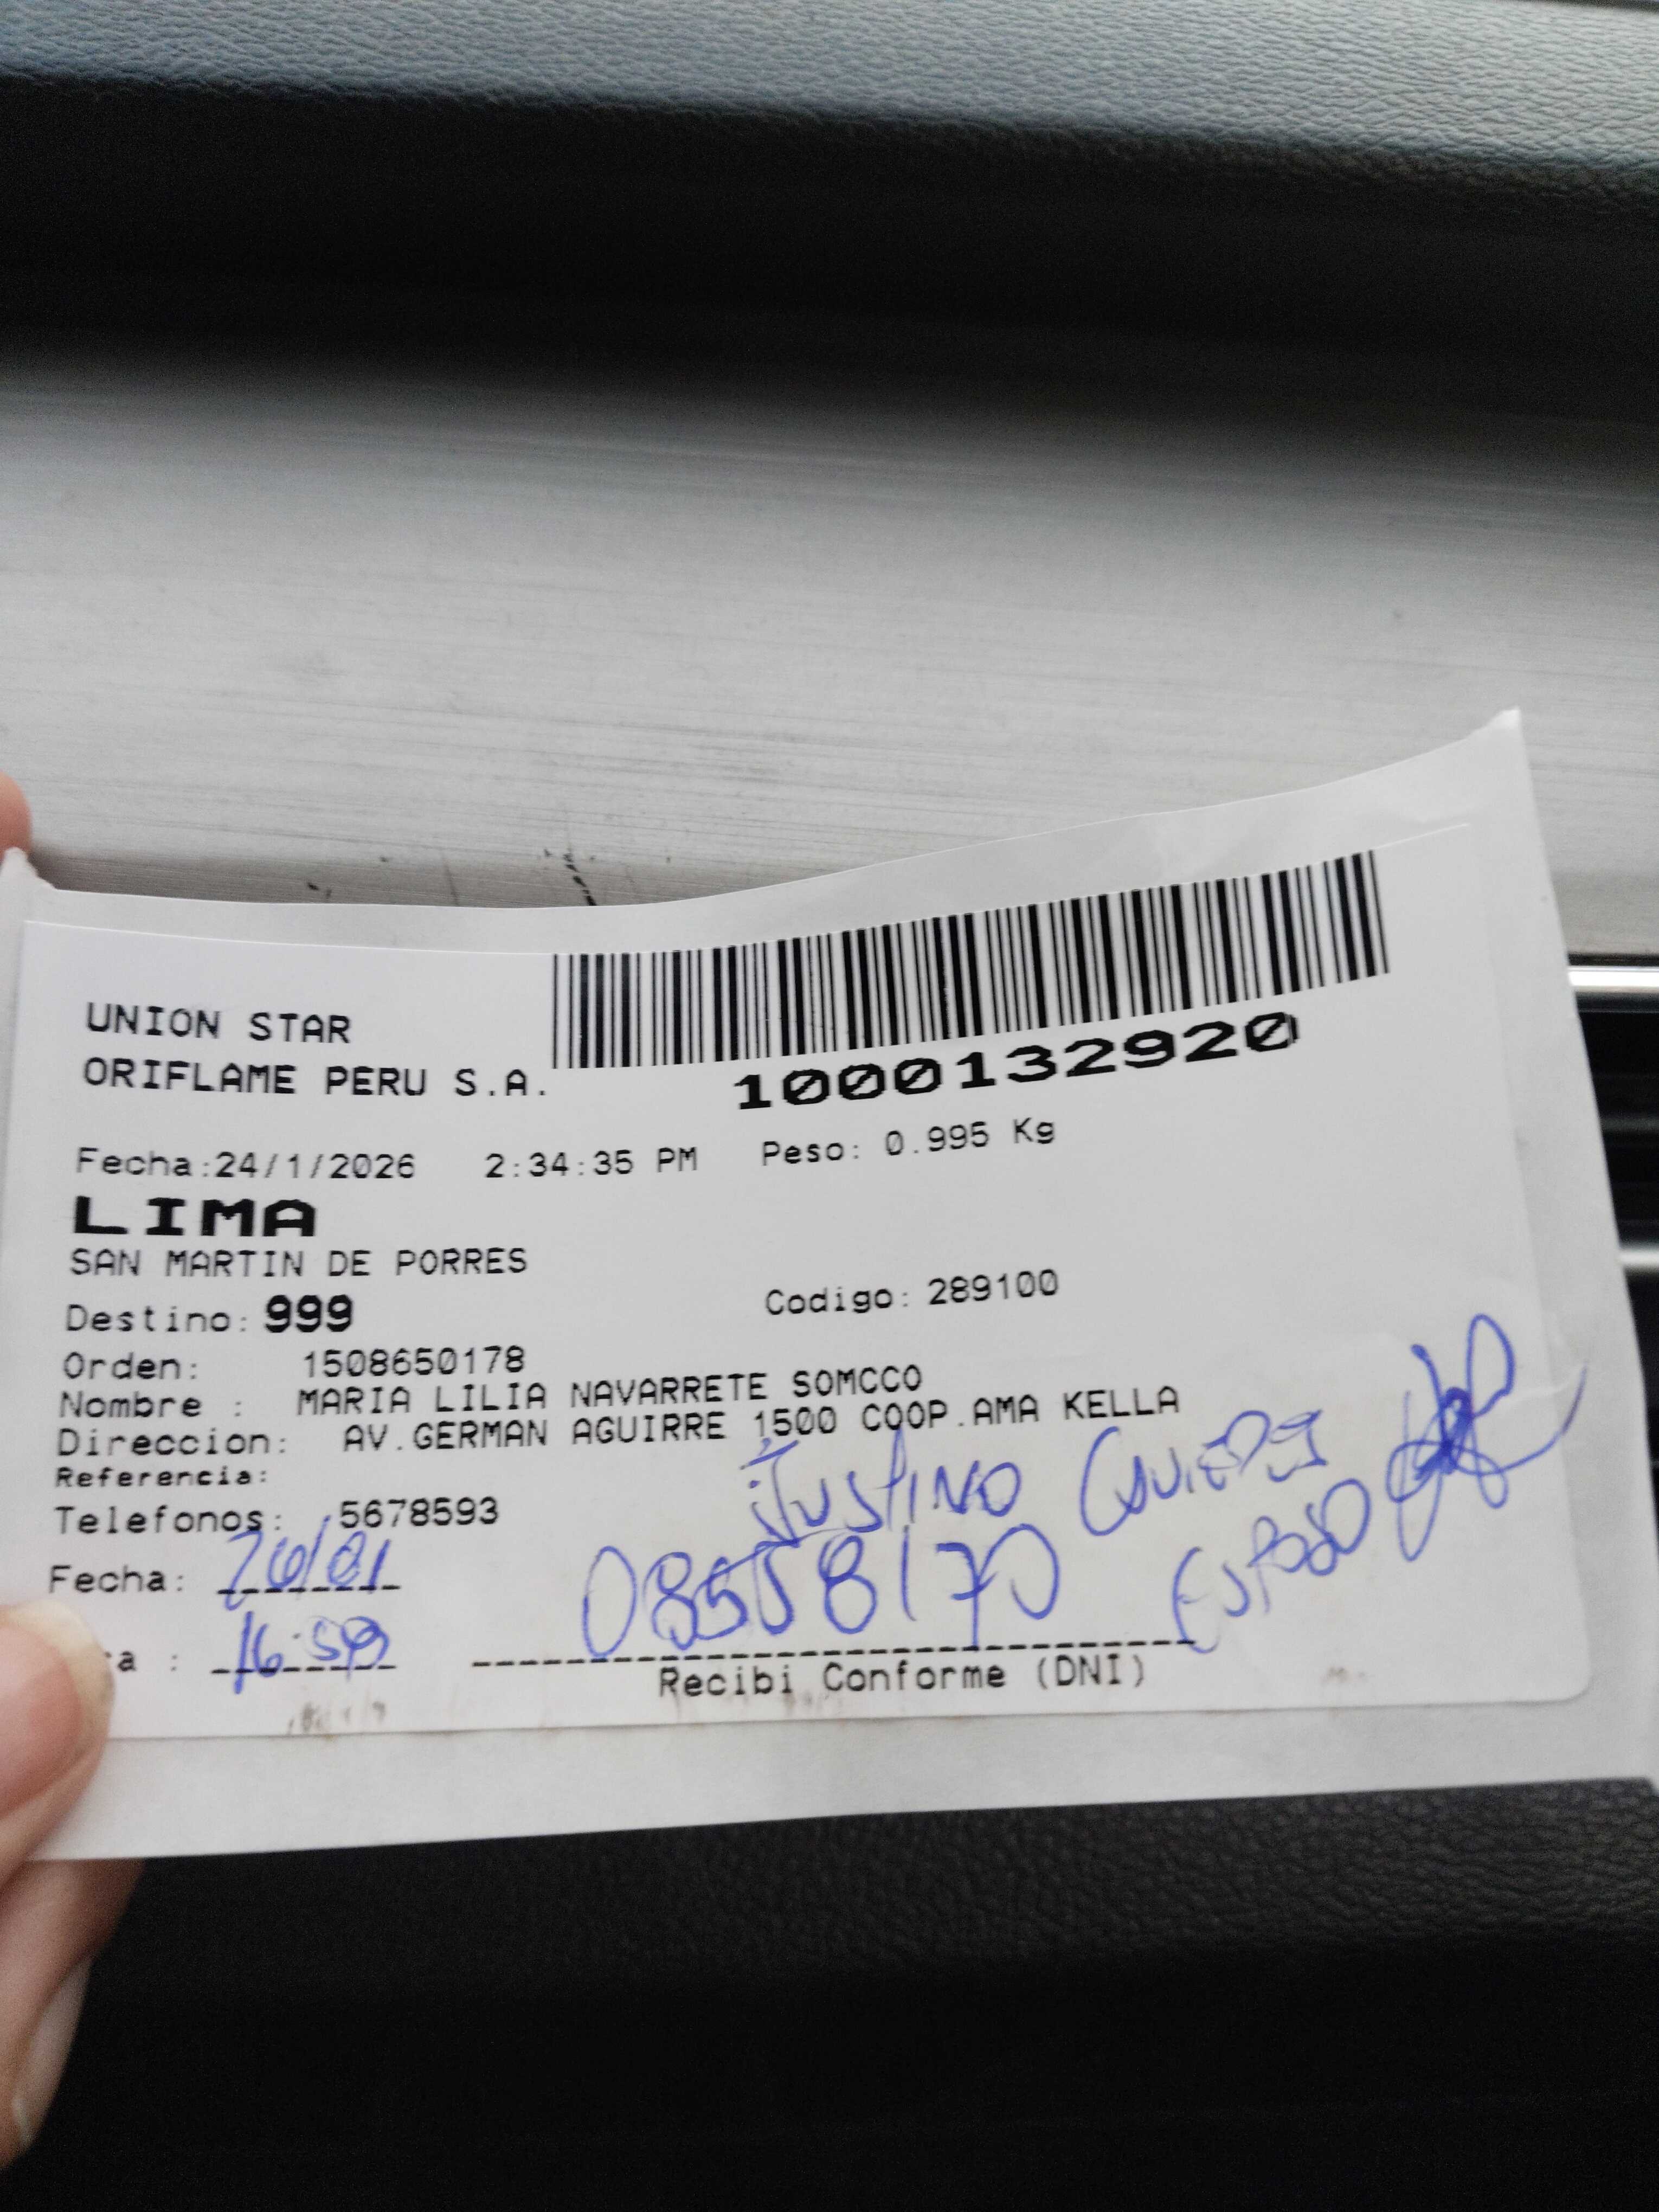 UNION STAR
ORIFLAME PERU S.A.
1000132920
Fecha:24/1/2026 2:34:35 PM Peso: 0.995 Kg
LIMA
SAN MARTIN DE PORRES
Destino: 999 Codigo: 289100
Orden: 1508650178
Nombre : MARIA LILIA NAVARRETE SOMCCO
Direccion: AV.GERMAN AGUIRRE 1500 COOP.AMA KELLA
Referencia:
Telefonos: 5678593
Justino
Esposo
Fecha: 26/01
08558170
a : 16:59
Recibi Conforme (DNI)